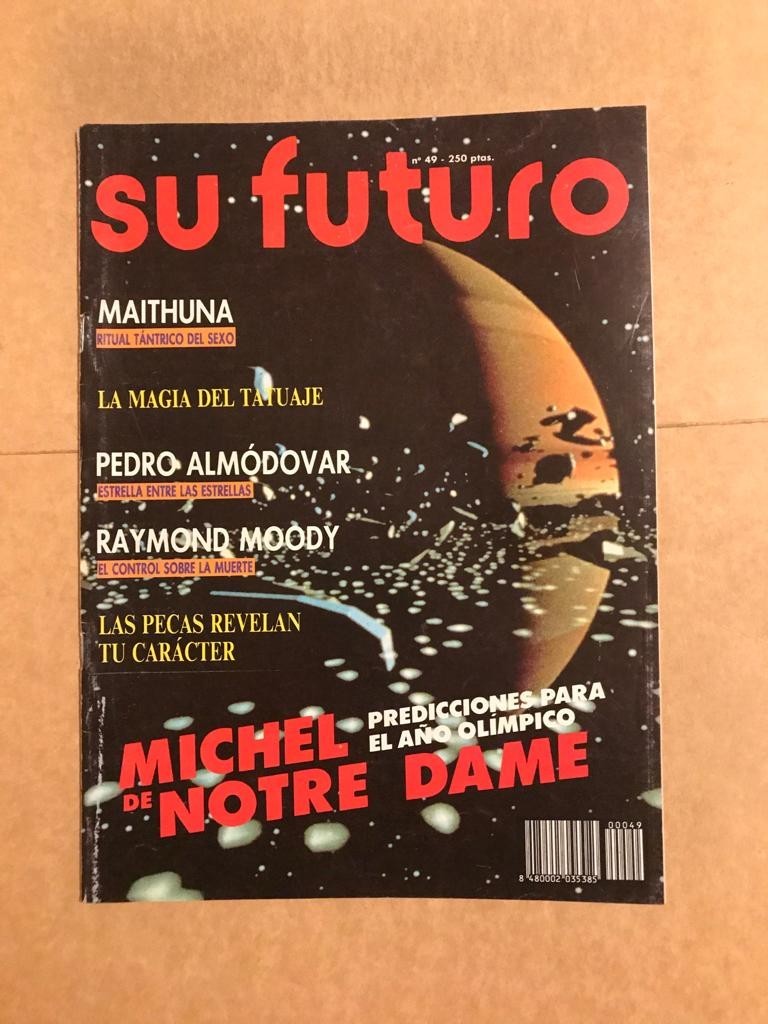 nº 49 - 250 ptas.
su futuro
MAITHUNA
RITUAL TÁNTRICO DEL SEXO
LA MAGIA DEL TATUAJE
PEDRO ALMÓDOVAR
ESTRELLA ENTRE LAS ESTRELLAS
RAYMOND MOODY
EL CONTROL SOBRE LA MUERTE
LAS PECAS REVELAN
TU CARÁCTER
PREDICCIONES PARA
EL AÑO OLÍMPICO
MICHEL
DE NOTRE DAME
00049
8 480002 035385